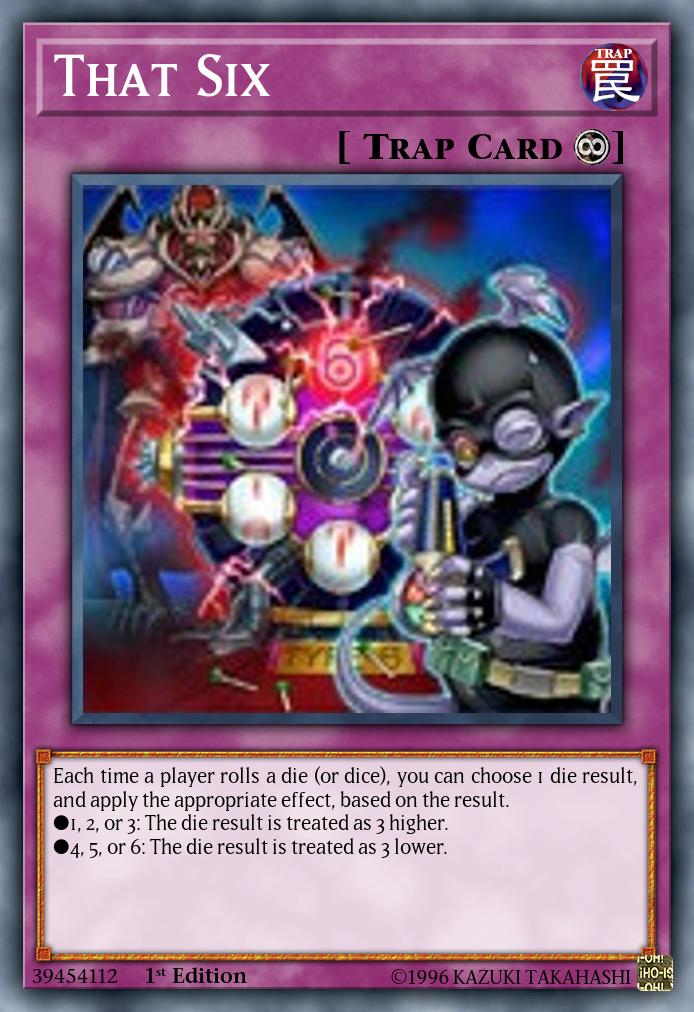 That Six
TRAP
罠
[ Trap Card ]
6
Each time a player rolls a die (or dice), you can choose 1 die result,
and apply the appropriate effect, based on the result.
●1, 2, or 3: The die result is treated as 3 higher.
●4, 5, or 6: The die result is treated as 3 lower.
39454112 1st Edition ©1996 KAZUKI TAKAHASHI